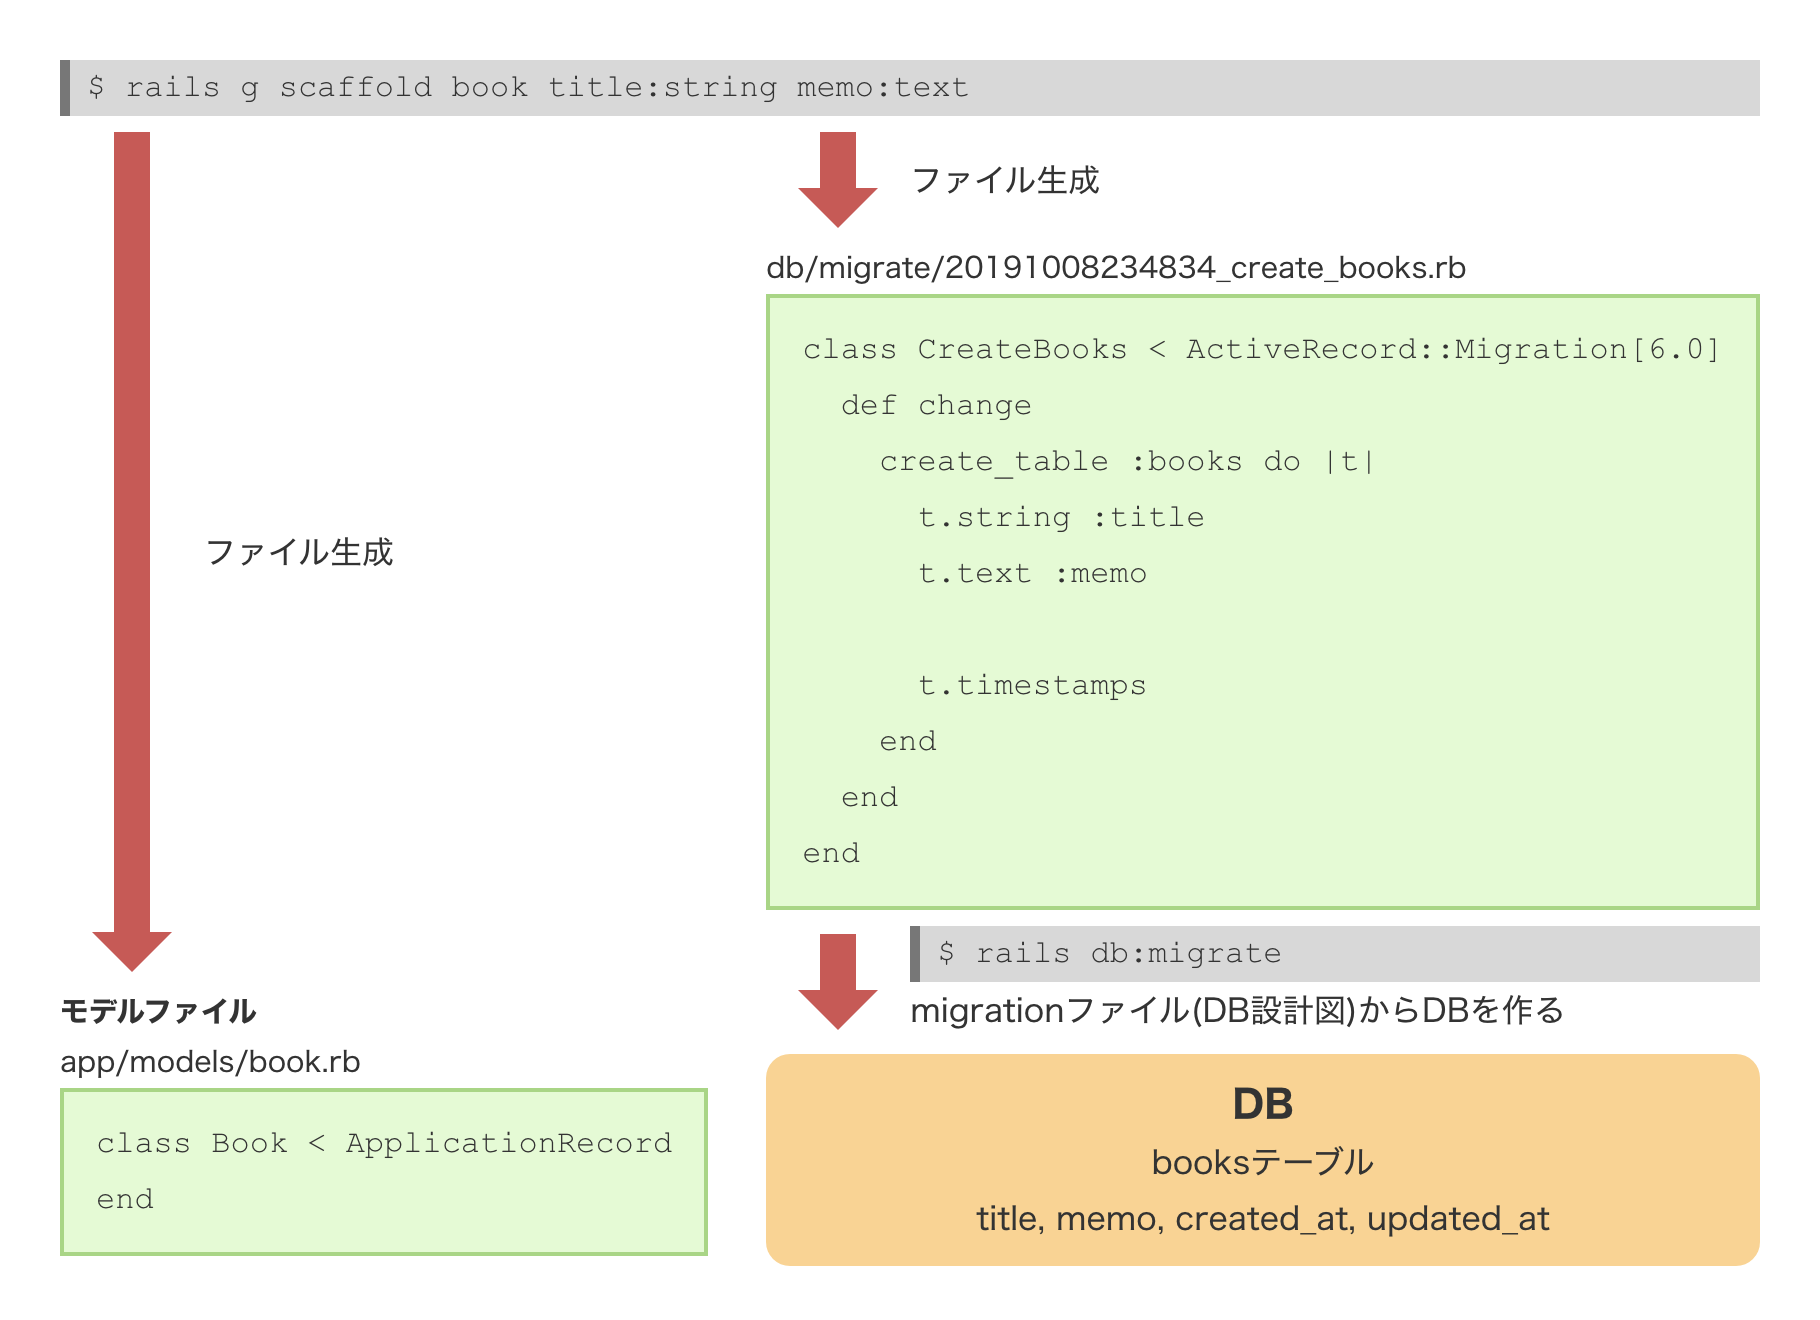 $ rails g scaffold book title:string memo:text
ファイル生成
db/migrate/20191008234834_create_books.rb
class CreateBooks < ActiveRecord::Migration[6.0]
  def change
    create_table :books do |t|
      t.string :title
      t.text :memo

      t.timestamps
    end
  end
end
ファイル生成
$ rails db:migrate
migrationファイル(DB設計図)からDBを作る
モデルファイル
app/models/book.rb
class Book < ApplicationRecord
end
DB
booksテーブル
title, memo, created_at, updated_at